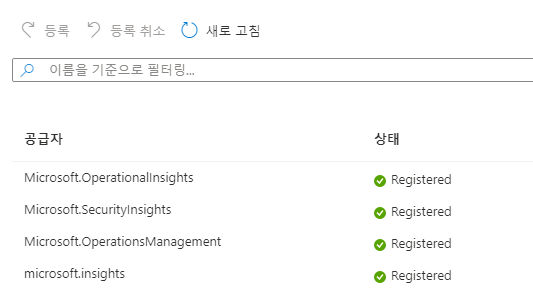 등록 등록 취소 새로 고침
이름을 기준으로 필터링...
공급자 상태
Microsoft.OperationalInsights Registered
Microsoft.SecurityInsights Registered
Microsoft.OperationsManagement Registered
microsoft.insights Registered